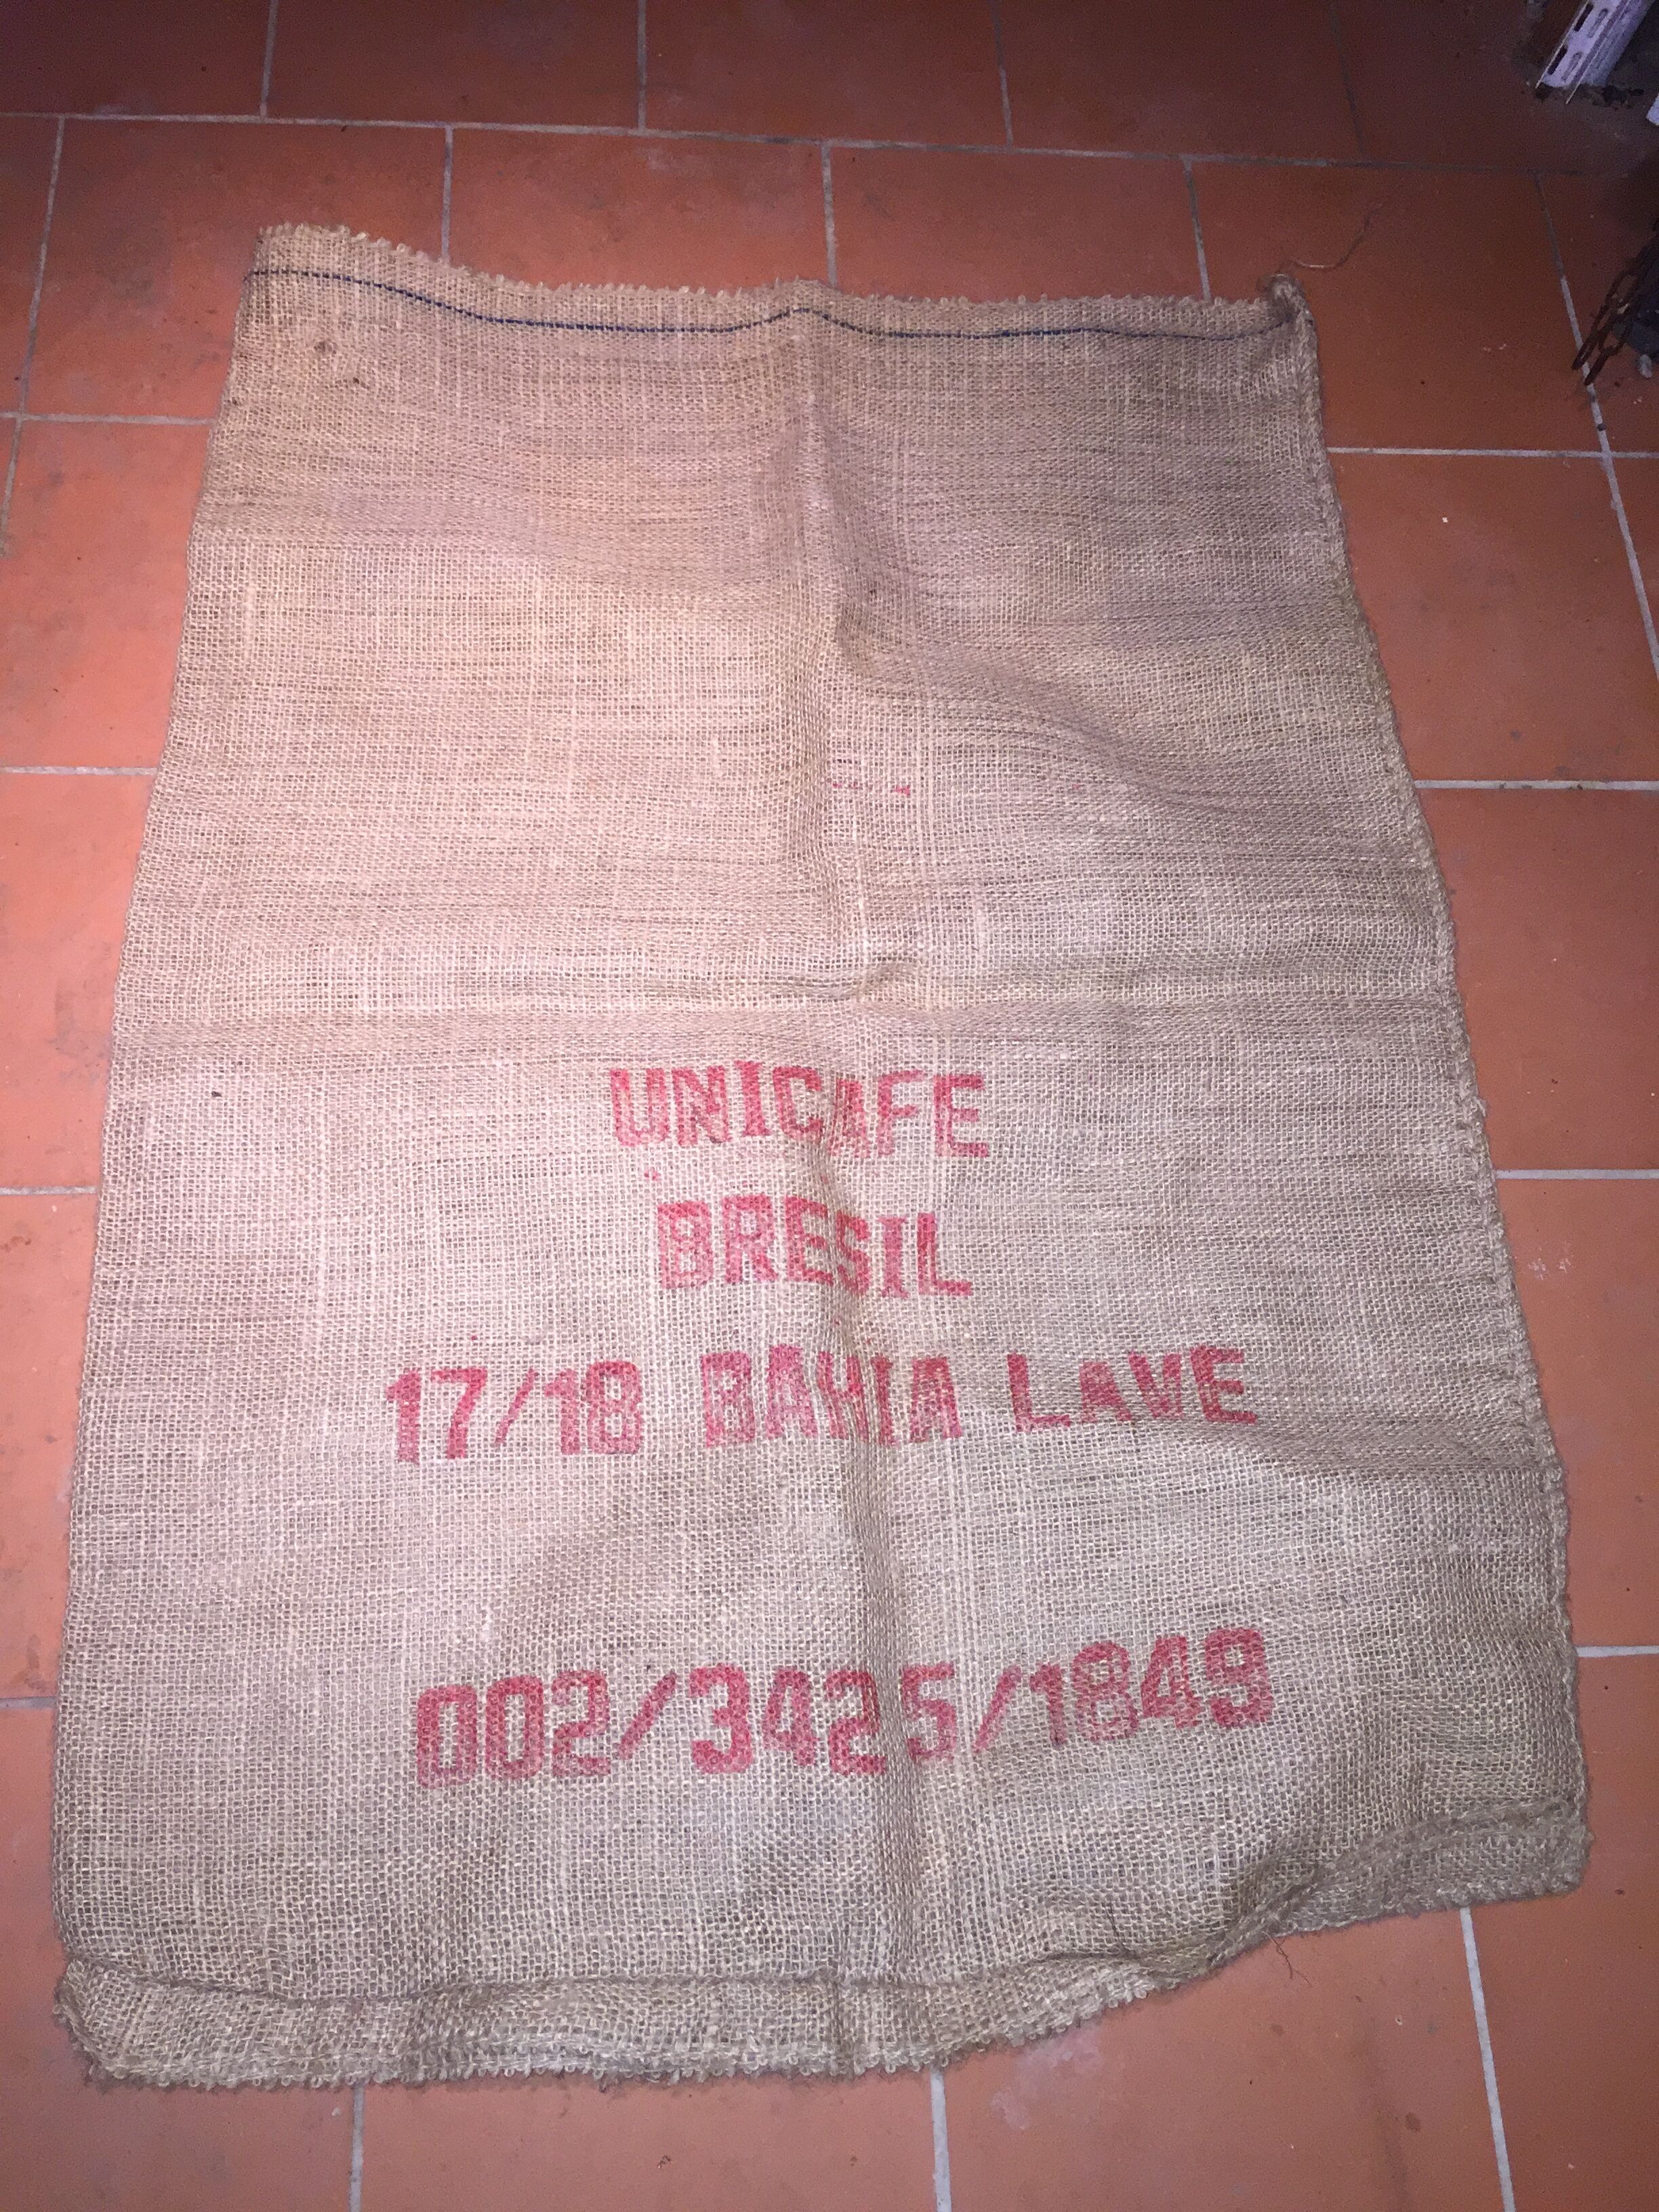 UNICAFE
BRESIL
17/18 BAHIA LAVE
002/3425/1849